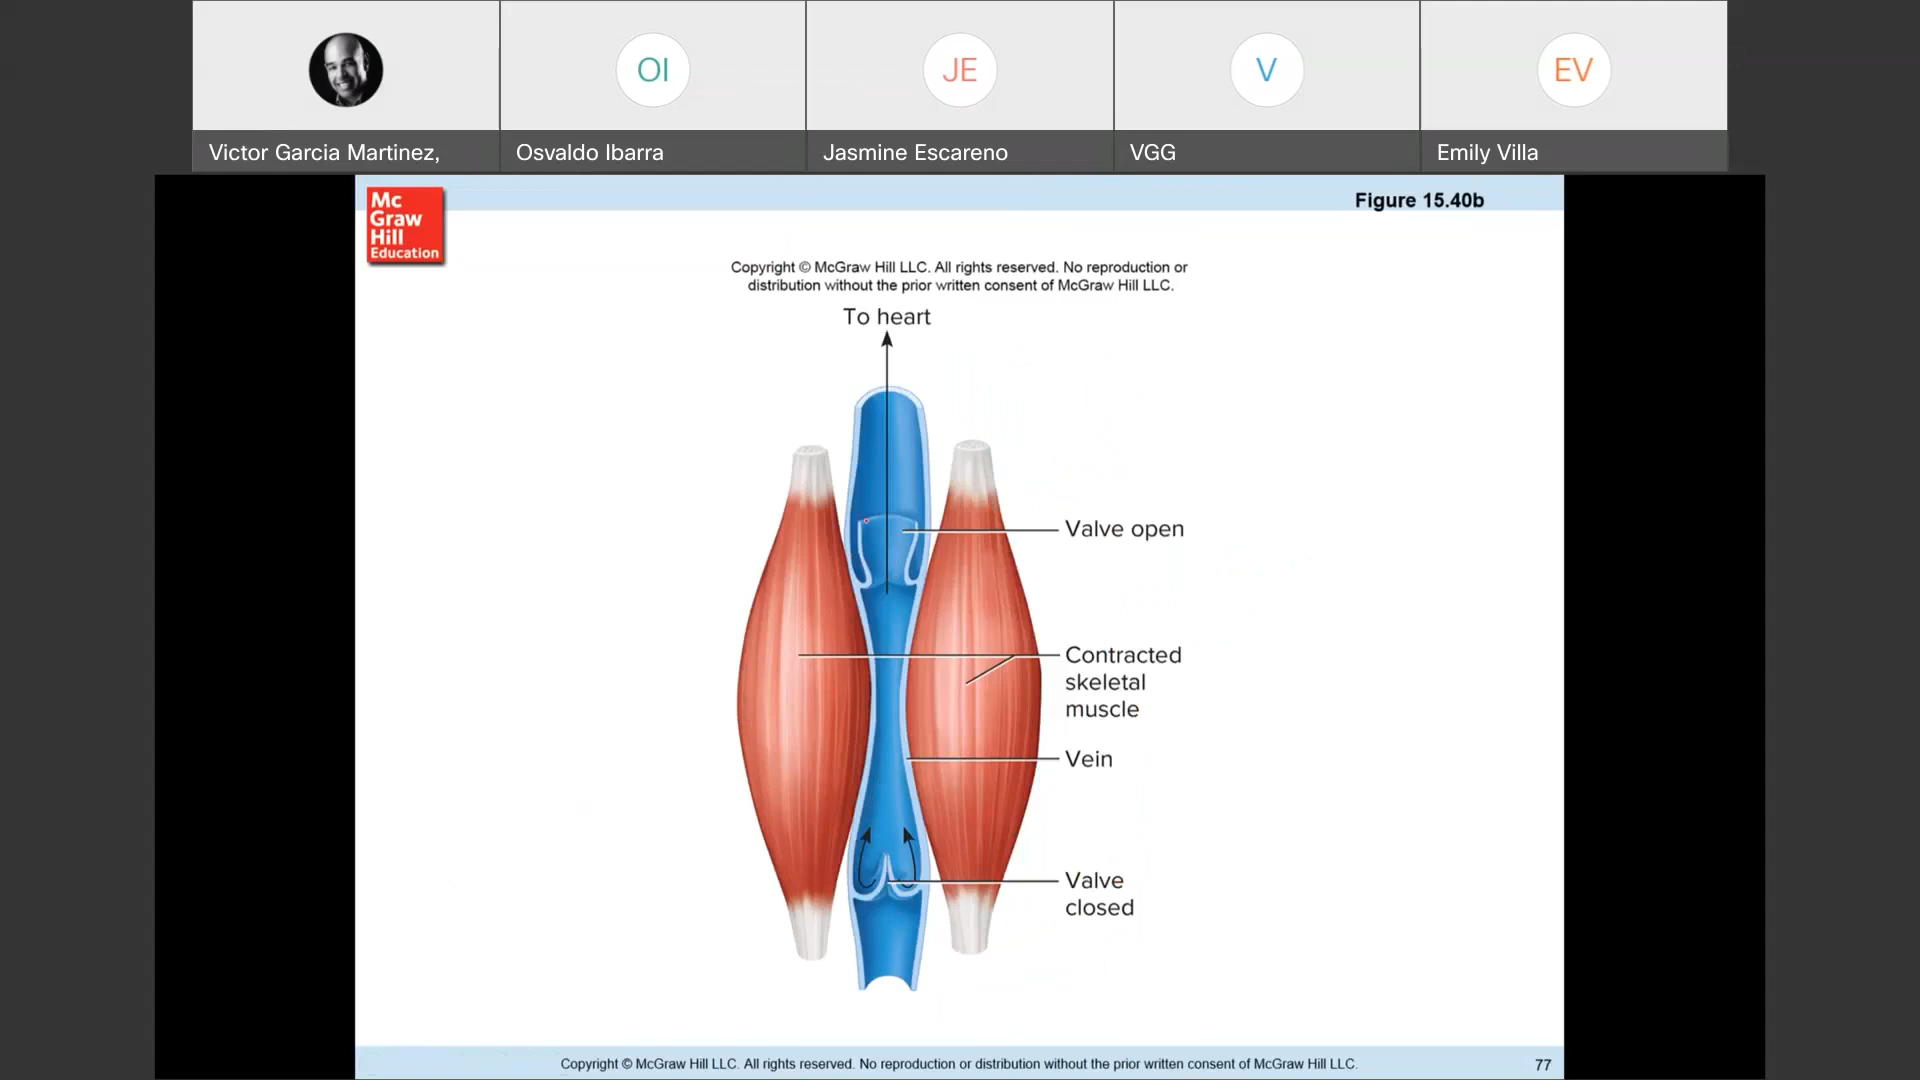 OI
JE
V
EV
Victor Garcia Martinez,
Osvaldo Ibarra
Jasmine Escareno
VGG
Emily Villa
Mc
Graw
Hill
Education
Figure 15.40b
Copyright © McGraw Hill LLC. All rights reserved. No reproduction or
distribution without the prior written consent of McGraw Hill LLC.
To heart
Valve open
Contracted
skeletal
muscle
Vein
Valve
closed
Copyright © McGraw Hill LLC. All rights reserved. No reproduction or distribution without the prior written consent of McGraw Hill LLC.
77